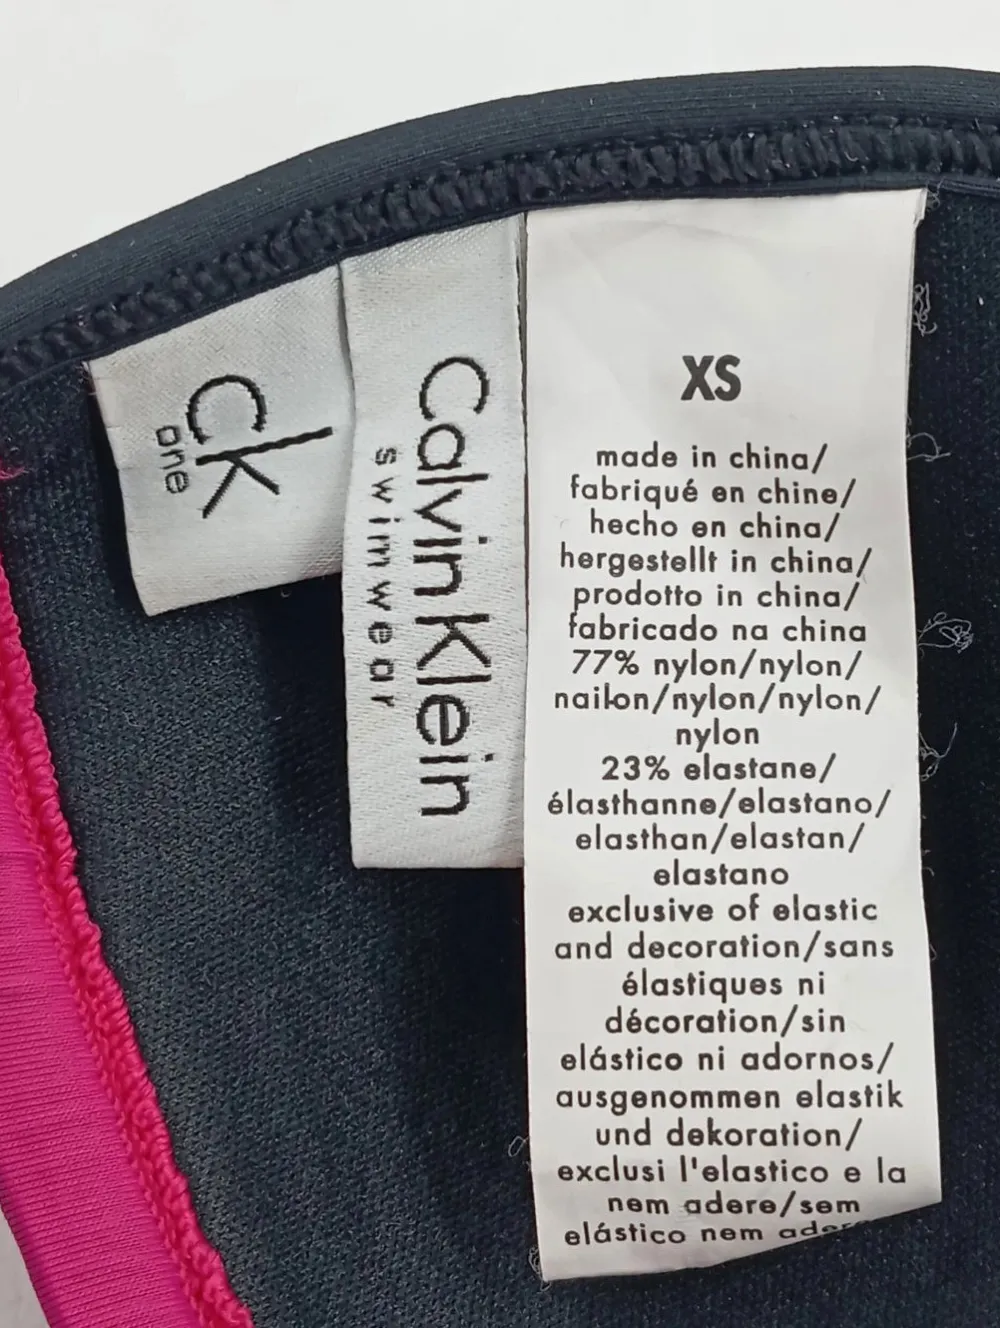 ck
one
Calvin Klein
swimwear
XS
made in china/
fabriqué en chine/
hecho en china/
hergestellt in china/
prodotto in china/
fabricado na china
77% nylon/nylon/
nailon/nylon/nylon/
nylon
23% elastane/
élasthanne/elastano/
elasthan/elastan/
elastano
exclusive of elastic
and decoration/sans
élastiques ni
décoration/sin
elástico ni adornos/
ausgenommen elastik
und dekoration/
exclusi l'elastico e la
nem adere/sem
elástico nem